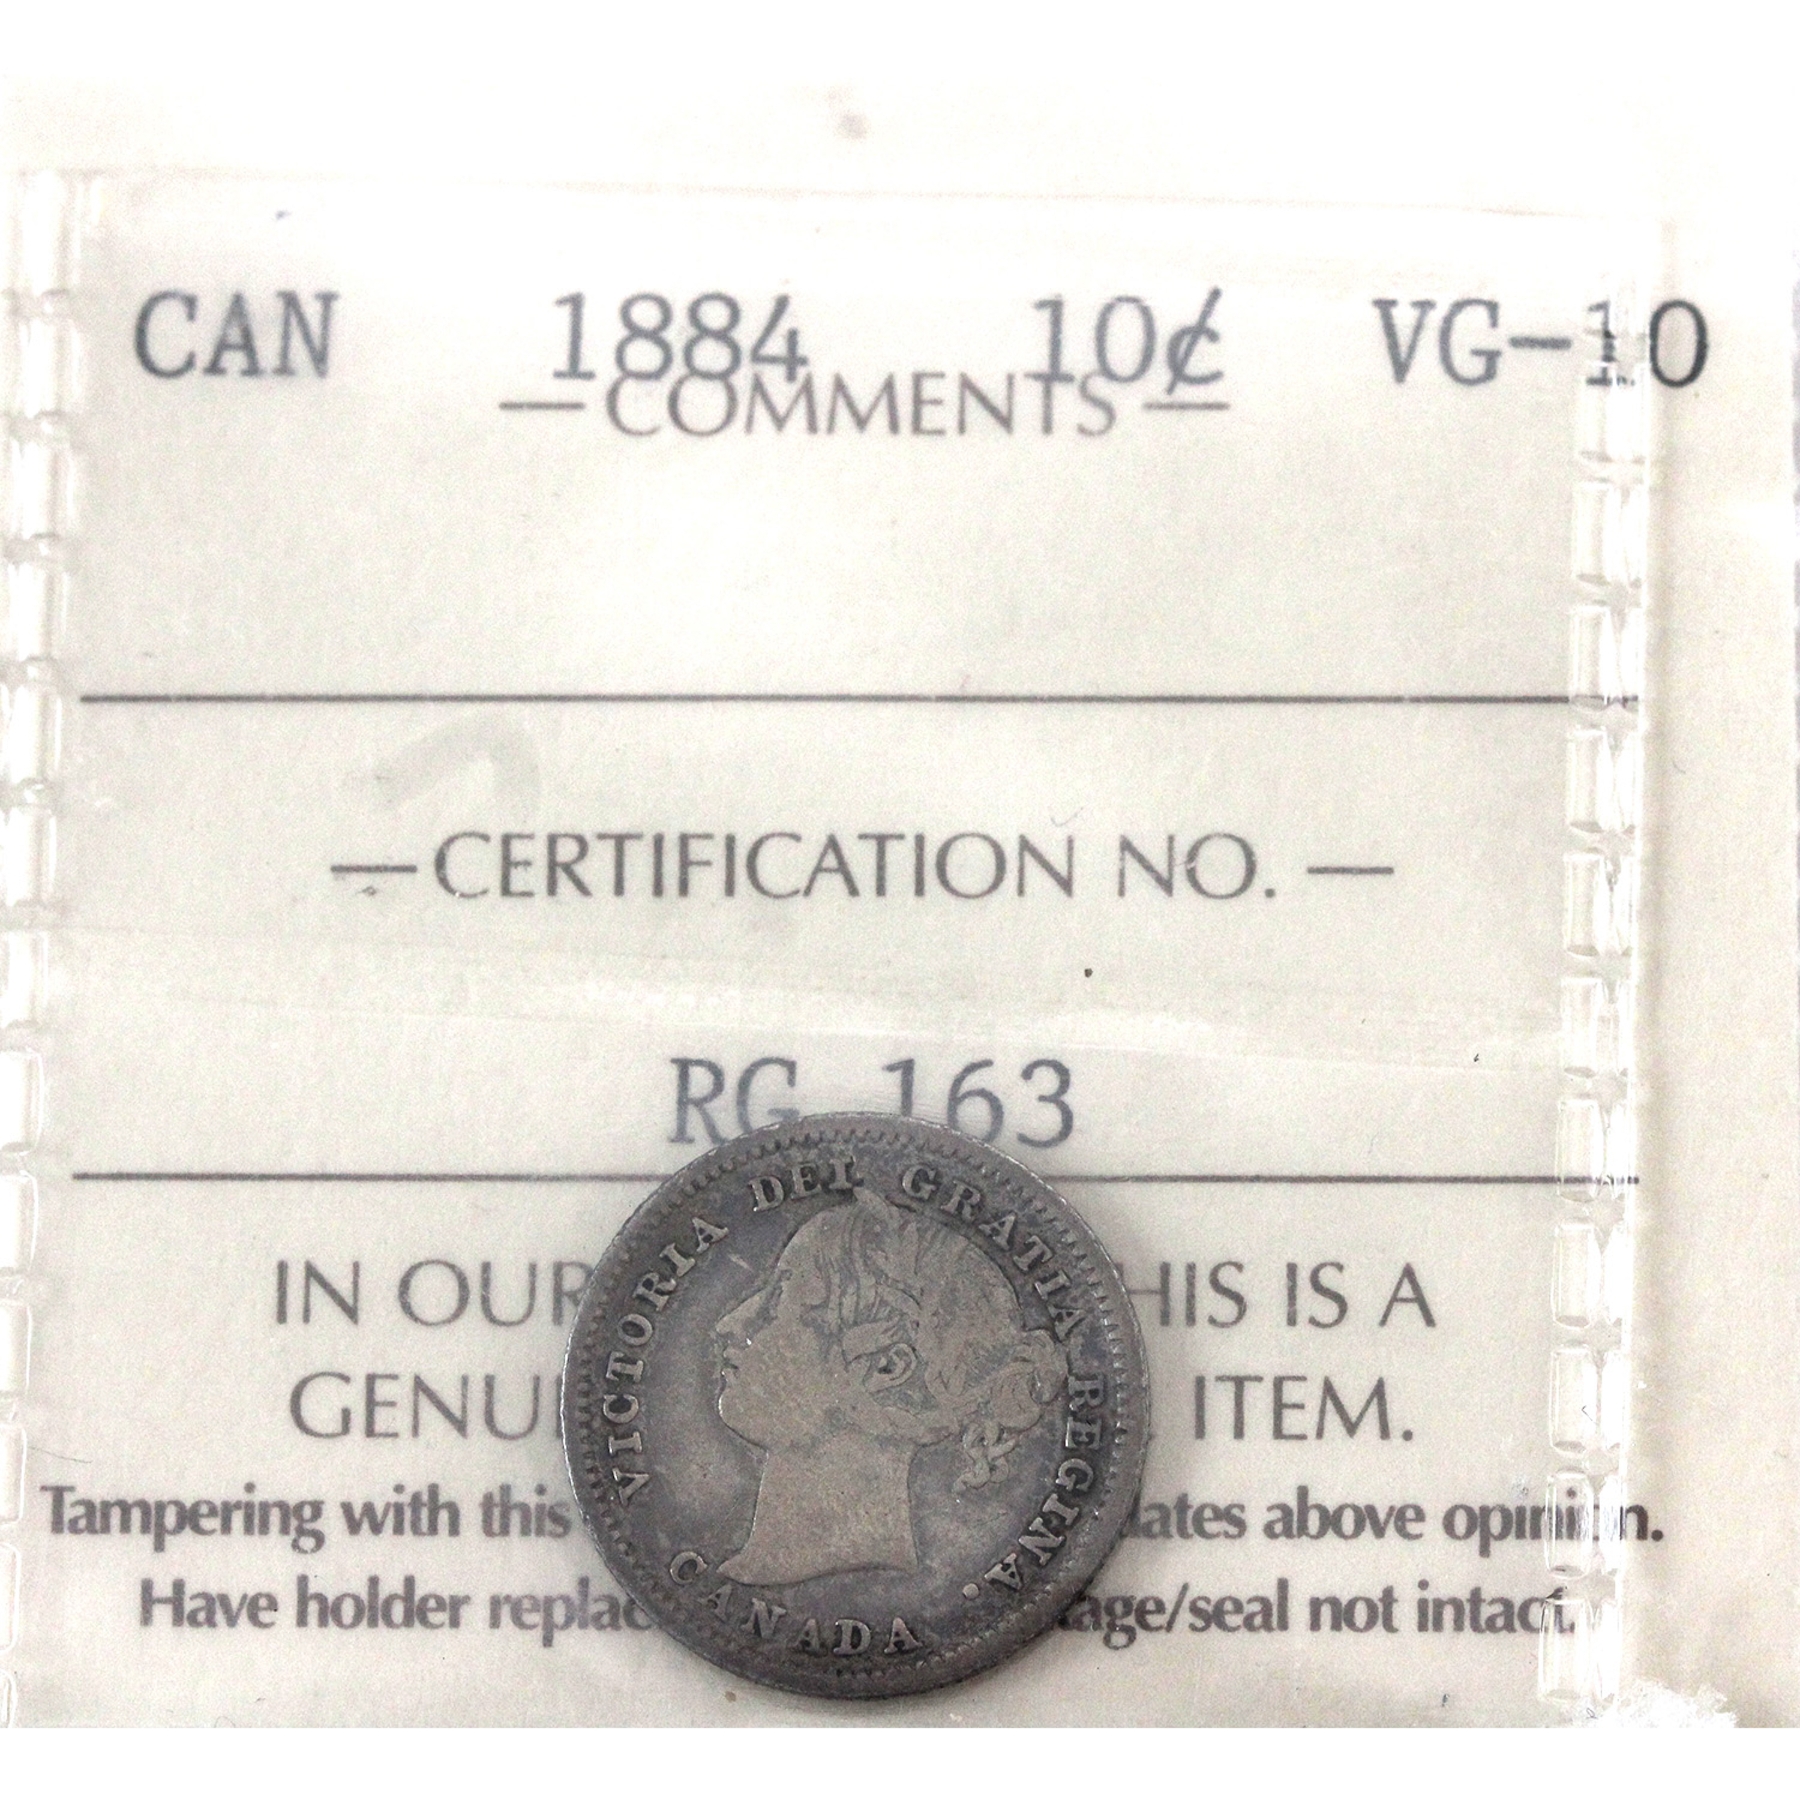 CAN 1884 10¢ VG-10
— COMMENTS —
— CERTIFICATION NO. —
RG 163
IN OUR HIS IS A
GENU ITEM.
Tampering with this dates above opinion.
Have holder replac age/seal not intact.
VICTORIA DEI GRATIA REGINA.
CANADA